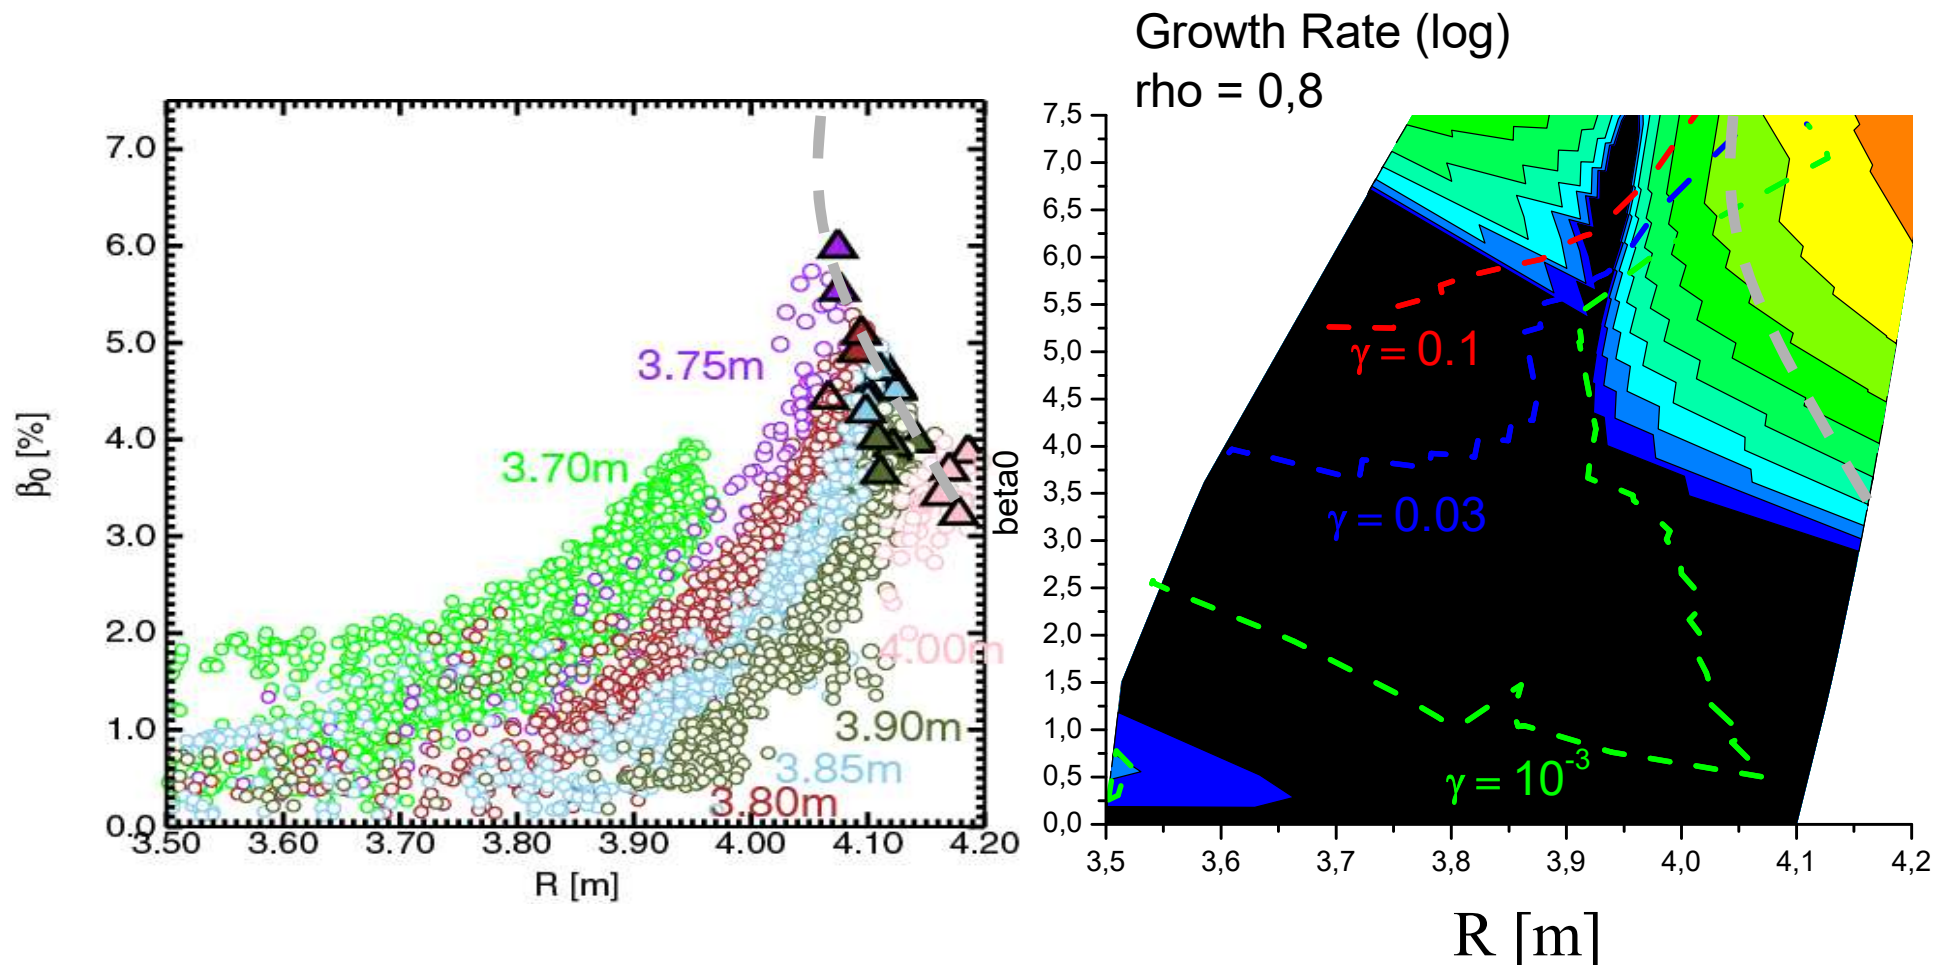 Growth Rate (log)
rho = 0,8
7.0
6.0
5.0
4.0
3.0
2.0
1.0
0.0
β₀ [%]
3.75m
3.70m
4.00m
3.90m
3.85m
3.80m
3.50 3.60 3.70 3.80 3.90 4.00 4.10 4.20
R [m]
7,5
7,0
6,5
6,0
5,5
5,0
4,5
4,0
3,5
3,0
2,5
2,0
1,5
1,0
0,5
0,0
beta0
γ = 0.1
γ = 0.03
γ = 10⁻³
3,5 3,6 3,7 3,8 3,9 4,0 4,1 4,2
R [m]